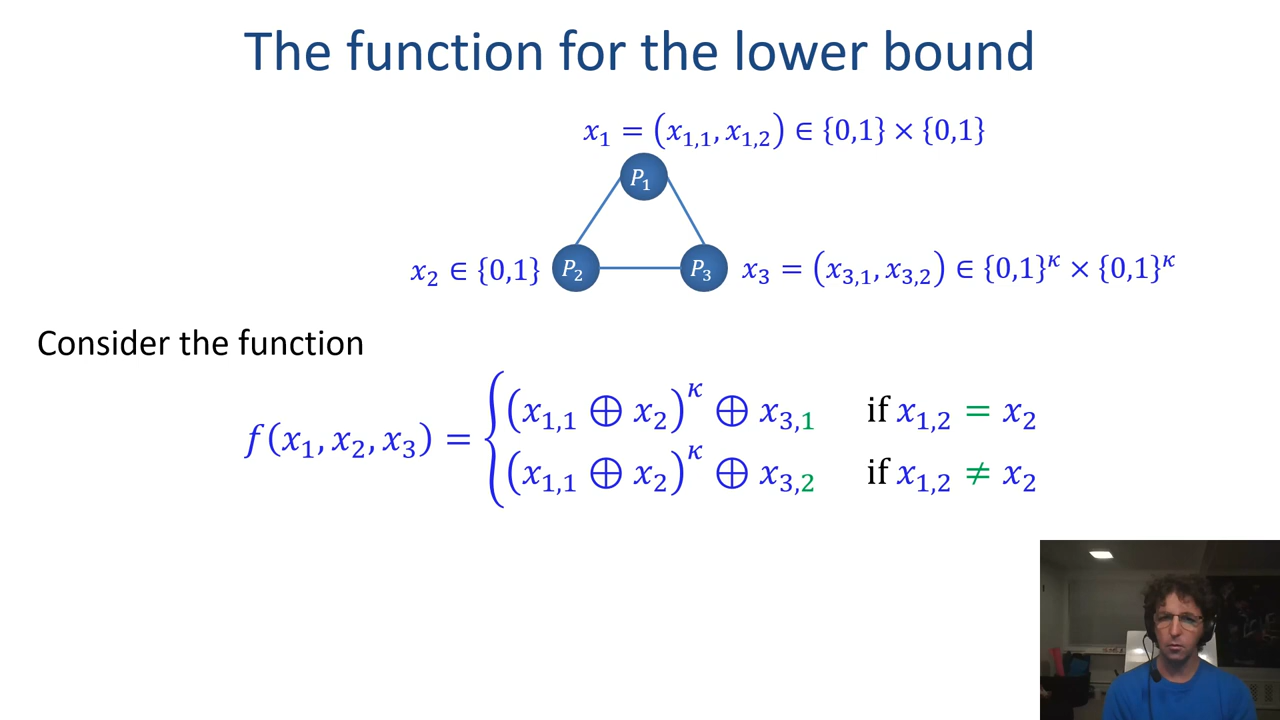 The function for the lower bound
x₁ = (x₁,₁, x₁,₂) ∈ {0,1} × {0,1}
P₁
x₂ ∈ {0,1} P₂ P₃ x₃ = (x₃,₁, x₃,₂) ∈ {0,1}^κ × {0,1}^κ
Consider the function
f(x₁, x₂, x₃) = {
(x₁,₁ ⊕ x₂)^κ ⊕ x₃,₁ if x₁,₂ = x₂
(x₁,₁ ⊕ x₂)^κ ⊕ x₃,₂ if x₁,₂ ≠ x₂